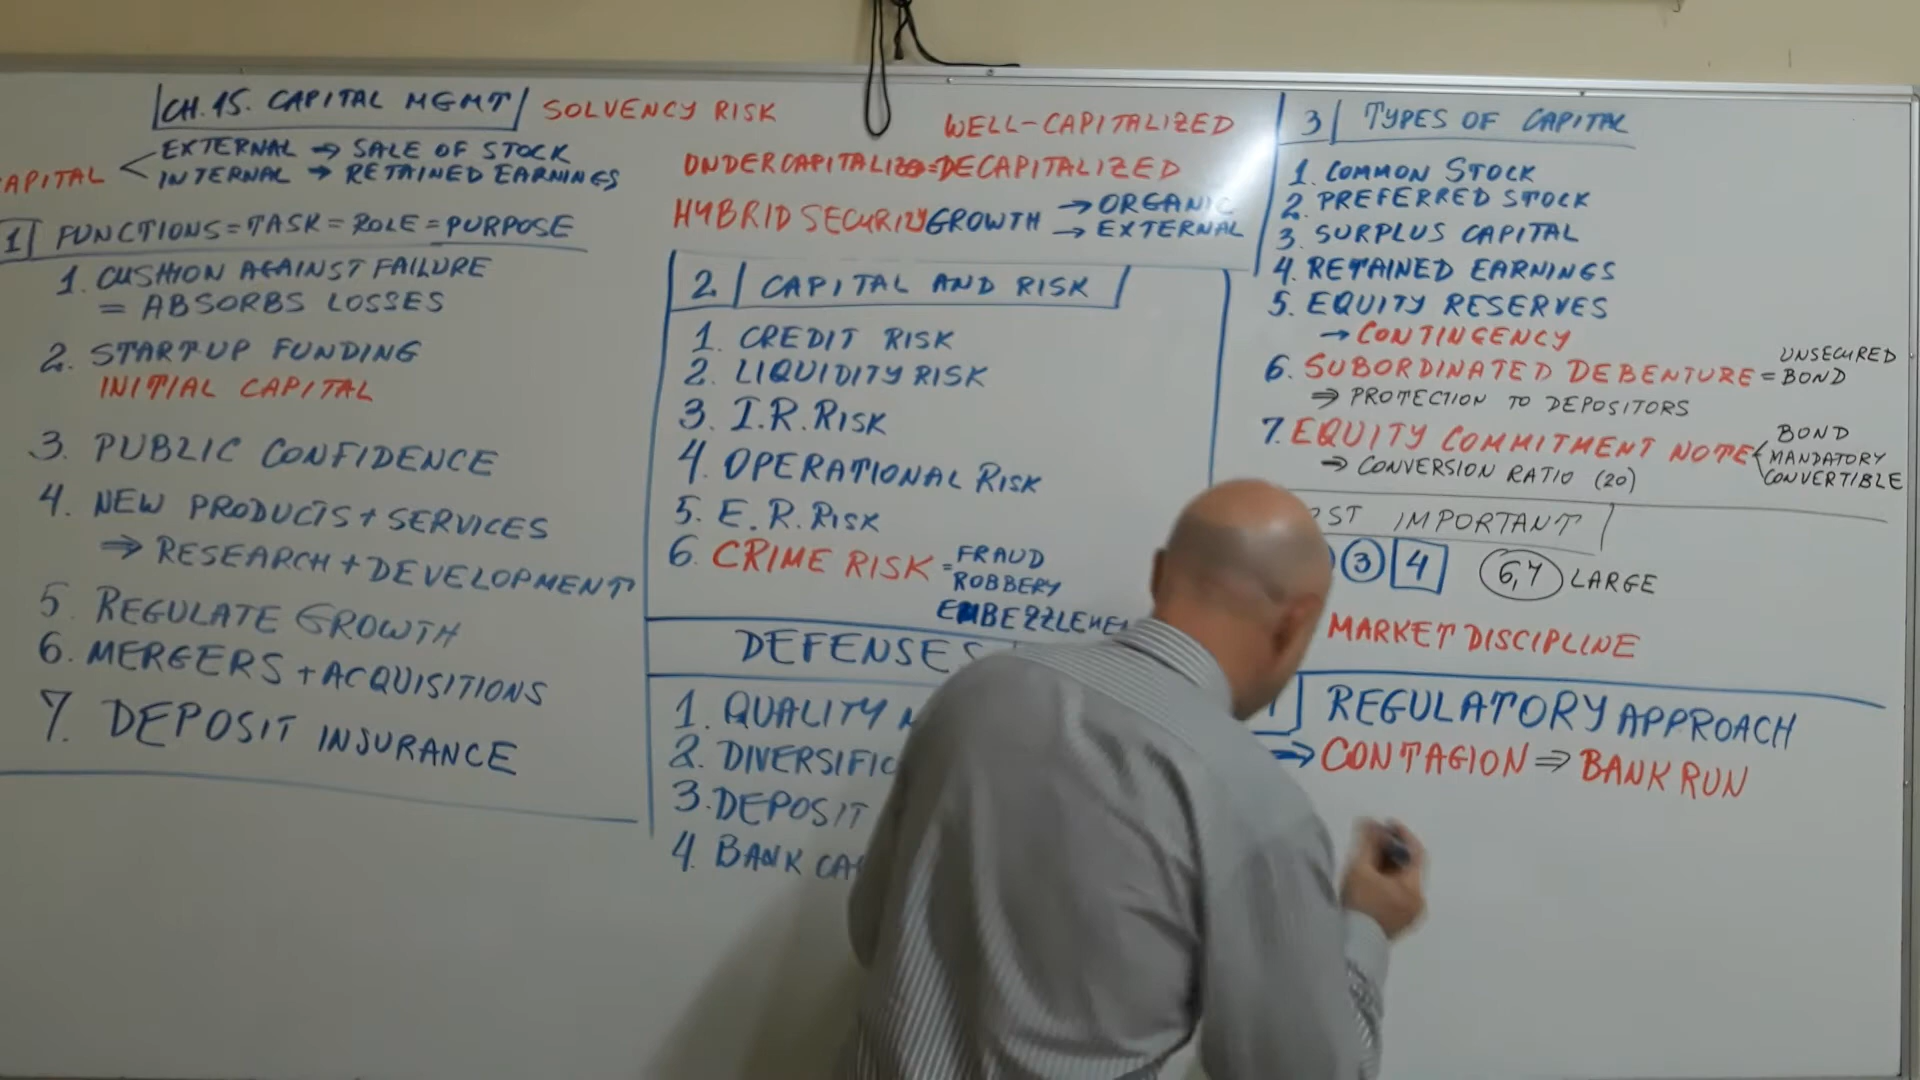 CH. 15. CAPITAL MGMT
SOLVENCY RISK
APITAL
EXTERNAL → SALE OF STOCK
INTERNAL → RETAINED EARNINGS
1 FUNCTIONS = TASK = ROLE = PURPOSE
1. CUSHION AGAINST FAILURE
= ABSORBS LOSSES
2. START-UP FUNDING
INITIAL CAPITAL
3. PUBLIC CONFIDENCE
4. NEW PRODUCTS + SERVICES
⇒ RESEARCH + DEVELOPMENT
5 REGULATE GROWTH
6. MERGERS + ACQUISITIONS
7. DEPOSIT INSURANCE
WELL-CAPITALIZED
UNDERCAPITALIZED = DECAPITALIZED
HYBRID SECURITY
GROWTH → ORGANIC
→ EXTERNAL
2. CAPITAL AND RISK
1. CREDIT RISK
2. LIQUIDITY RISK
3. I.R. RISK
4. OPERATIONAL RISK
5. E.R. RISK
6. CRIME RISK = FRAUD
ROBBERY
EMBEZZLEME
DEFENSES
1. QUALITY
2. DIVERSIFIC
3. DEPOSIT
4. BANK CA
3 TYPES OF CAPITAL
1. COMMON STOCK
2. PREFERRED STOCK
3. SURPLUS CAPITAL
4. RETAINED EARNINGS
5. EQUITY RESERVES
→ CONTINGENCY
6. SUBORDINATED DEBENTURE = UNSECURED
BOND
⇒ PROTECTION TO DEPOSITORS
7. EQUITY COMMITMENT NOTE
BOND
MANDATORY
CONVERTIBLE
⇒ CONVERSION RATIO (20)
OST IMPORTANT
3 4 6,7 LARGE
MARKET DISCIPLINE
REGULATORY APPROACH
⇒ CONTAGION ⇒ BANK RUN